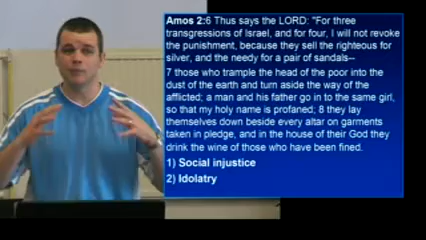 Amos 2:6 Thus says the LORD: "For three
transgressions of Israel, and for four, I will not revoke
the punishment, because they sell the righteous for
silver, and the needy for a pair of sandals--
7 those who trample the head of the poor into the
dust of the earth and turn aside the way of the
afflicted; a man and his father go in to the same girl,
so that my holy name is profaned; 8 they lay
themselves down beside every altar on garments
taken in pledge, and in the house of their God they
drink the wine of those who have been fined.
1) Social injustice
2) Idolatry